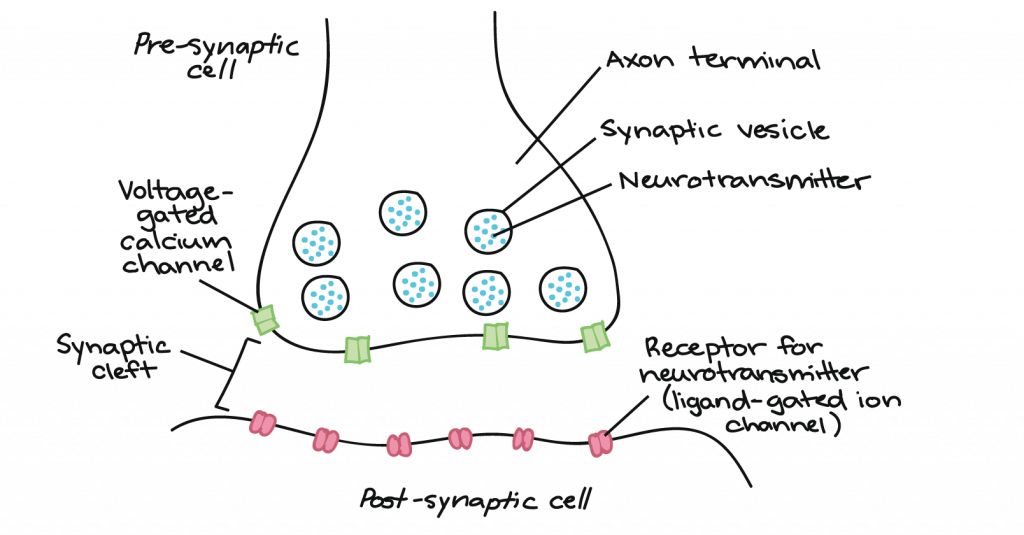 Pre-synaptic
cell
Axon terminal
Synaptic vesicle
Neurotransmitter
Voltage-
gated
calcium
channel
Synaptic
cleft
Receptor for
neurotransmitter
(ligand-gated ion
channel)
Post-synaptic cell